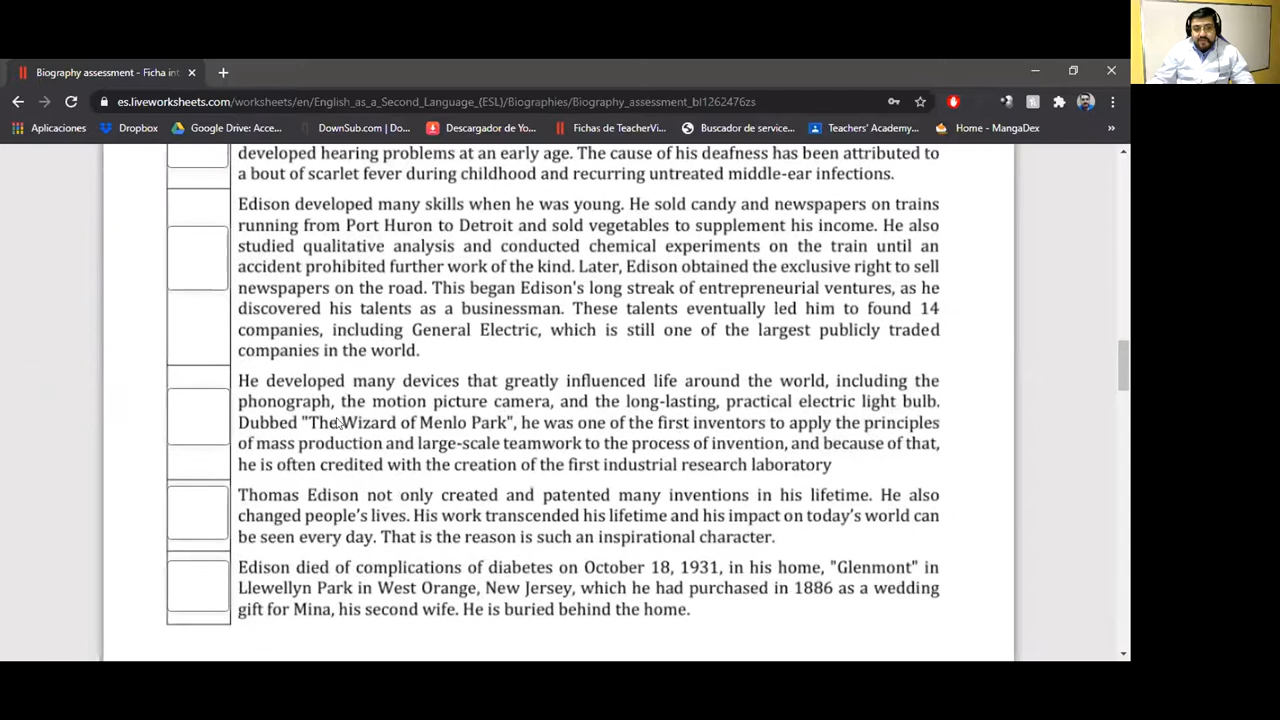 Biography assessment - Ficha int
es.liveworksheets.com/worksheets/en/English_as_a_Second_Language_(ESL)/Biographies/Biography_assessment_bl1262476zs
Aplicaciones Dropbox Google Drive: Acce... DownSub.com | Do... Descargador de Yo... Fichas de TeacherVi... Buscador de service... Teachers' Academy... Home - MangaDex »
developed hearing problems at an early age. The cause of his deafness has been attributed to
a bout of scarlet fever during childhood and recurring untreated middle-ear infections.
Edison developed many skills when he was young. He sold candy and newspapers on trains
running from Port Huron to Detroit and sold vegetables to supplement his income. He also
studied qualitative analysis and conducted chemical experiments on the train until an
accident prohibited further work of the kind. Later, Edison obtained the exclusive right to sell
newspapers on the road. This began Edison's long streak of entrepreneurial ventures, as he
discovered his talents as a businessman. These talents eventually led him to found 14
companies, including General Electric, which is still one of the largest publicly traded
companies in the world.
He developed many devices that greatly influenced life around the world, including the
phonograph, the motion picture camera, and the long-lasting, practical electric light bulb.
Dubbed "The Wizard of Menlo Park", he was one of the first inventors to apply the principles
of mass production and large-scale teamwork to the process of invention, and because of that,
he is often credited with the creation of the first industrial research laboratory
Thomas Edison not only created and patented many inventions in his lifetime. He also
changed people's lives. His work transcended his lifetime and his impact on today's world can
be seen every day. That is the reason is such an inspirational character.
Edison died of complications of diabetes on October 18, 1931, in his home, "Glenmont" in
Llewellyn Park in West Orange, New Jersey, which he had purchased in 1886 as a wedding
gift for Mina, his second wife. He is buried behind the home.